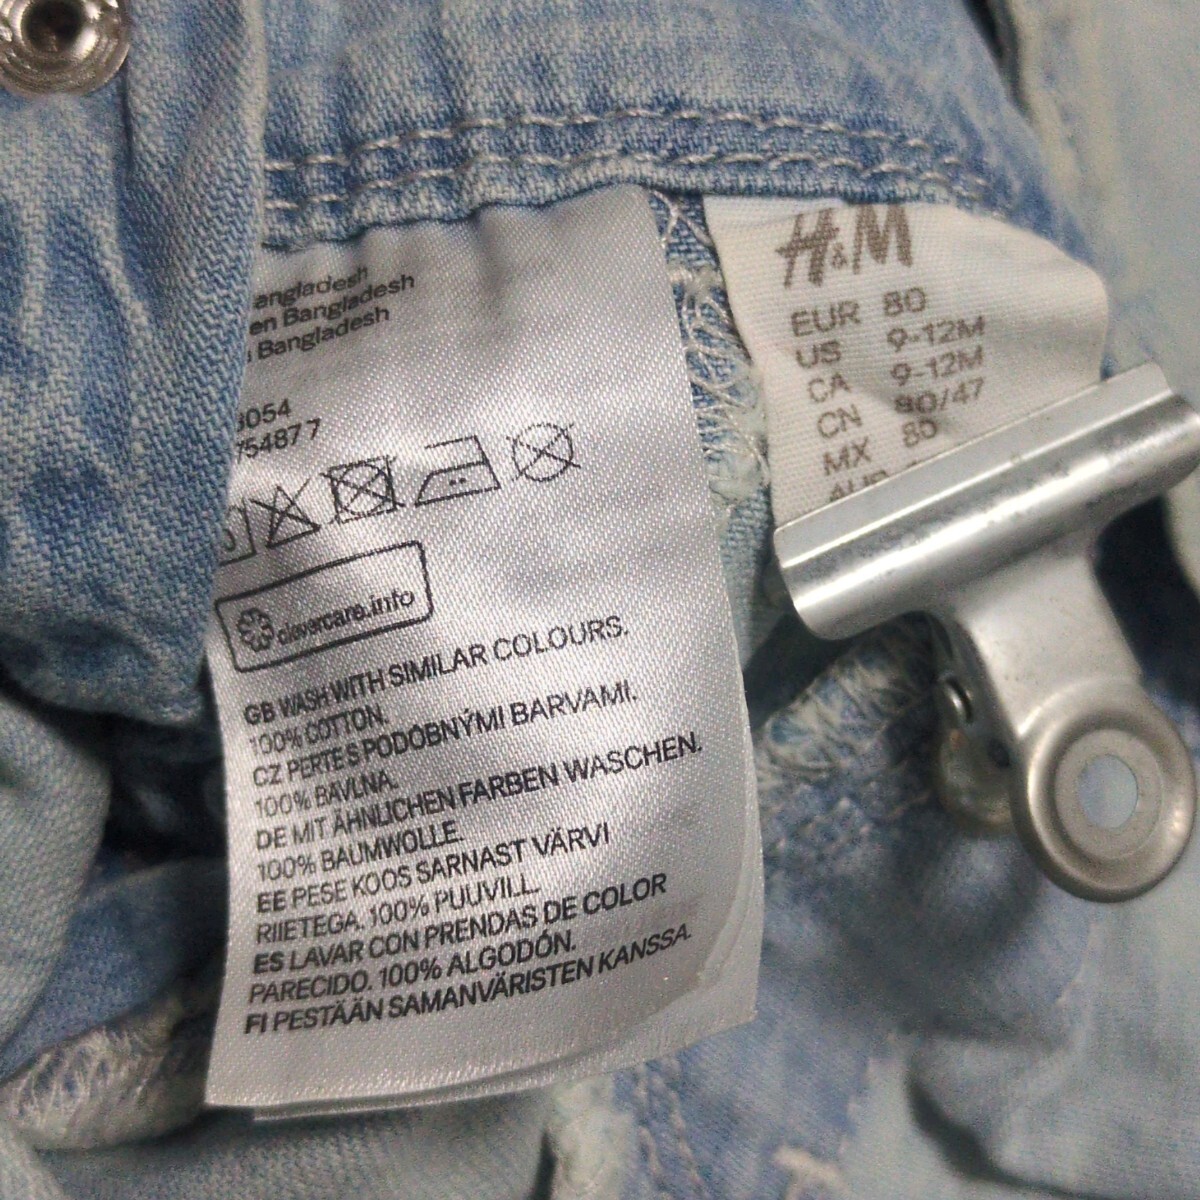 angladesh
en Bangladesh
Bangladesh
3054
754877
clevercare.info
GB WASH WITH SIMILAR COLOURS.
100% COTTON.
CZ PERTE S PODOBNÝMI BARVAMI.
100% BAVLNA.
DE MIT ÄHNLICHEN FARBEN WASCHEN.
100% BAUMWOLLE.
EE PESE KOOS SARNAST VÄRVI
RIIETEGA. 100% PUUVILL.
ES LAVAR CON PRENDAS DE COLOR
PARECIDO. 100% ALGODÓN.
FI PESTÄÄN SAMANVÄRISTEN KANSSA.
H&M
EUR 80
US 9-12M
CA 9-12M
CN 80/47
MX 80